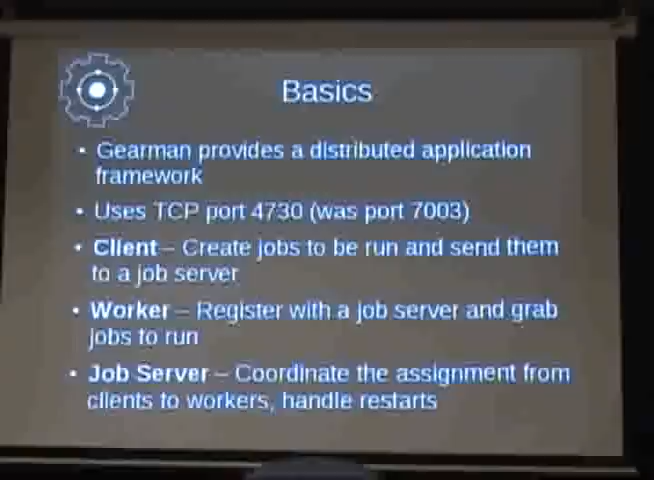 Basics
• Gearman provides a distributed application
framework
• Uses TCP port 4730 (was port 7003)
• Client – Create jobs to be run and send them
to a job server
• Worker – Register with a job server and grab
jobs to run
• Job Server – Coordinate the assignment from
clients to workers, handle restarts